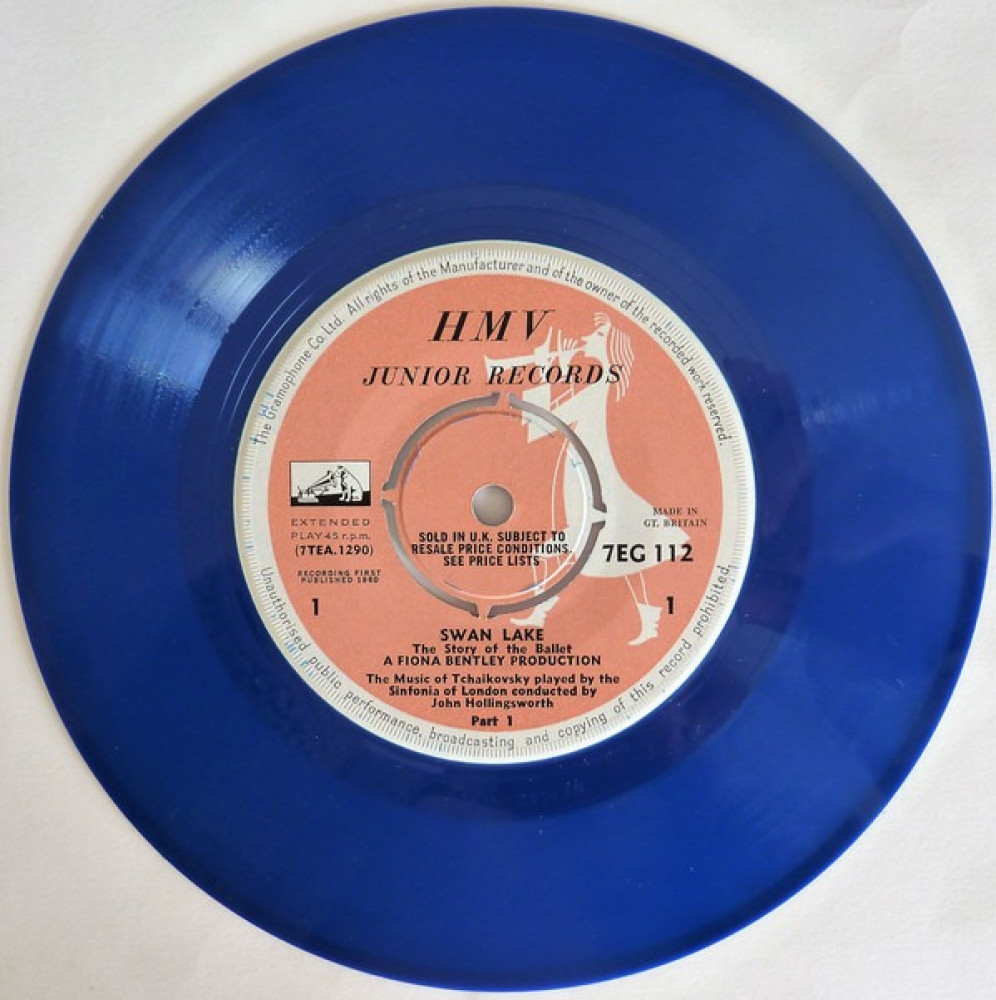 The Gramophone Co. Ltd. All rights of the Manufacturer and of the owner of the recorded work reserved.
HMV
JUNIOR RECORDS
EXTENDED
PLAY 45 r.p.m.
(7TEA.1290)
RECORDING FIRST
PUBLISHED 1960
1
SOLD IN U.K. SUBJECT TO
RESALE PRICE CONDITIONS.
SEE PRICE LISTS
MADE IN
GT. BRITAIN
7EG 112
1
SWAN LAKE
The Story of the Ballet
A FIONA BENTLEY PRODUCTION
The Music of Tchaikovsky played by the
Sinfonia of London conducted by
John Hollingsworth
Part 1
Unauthorised public performance, broadcasting and copying of this record prohibited.